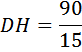 DH = 90/15